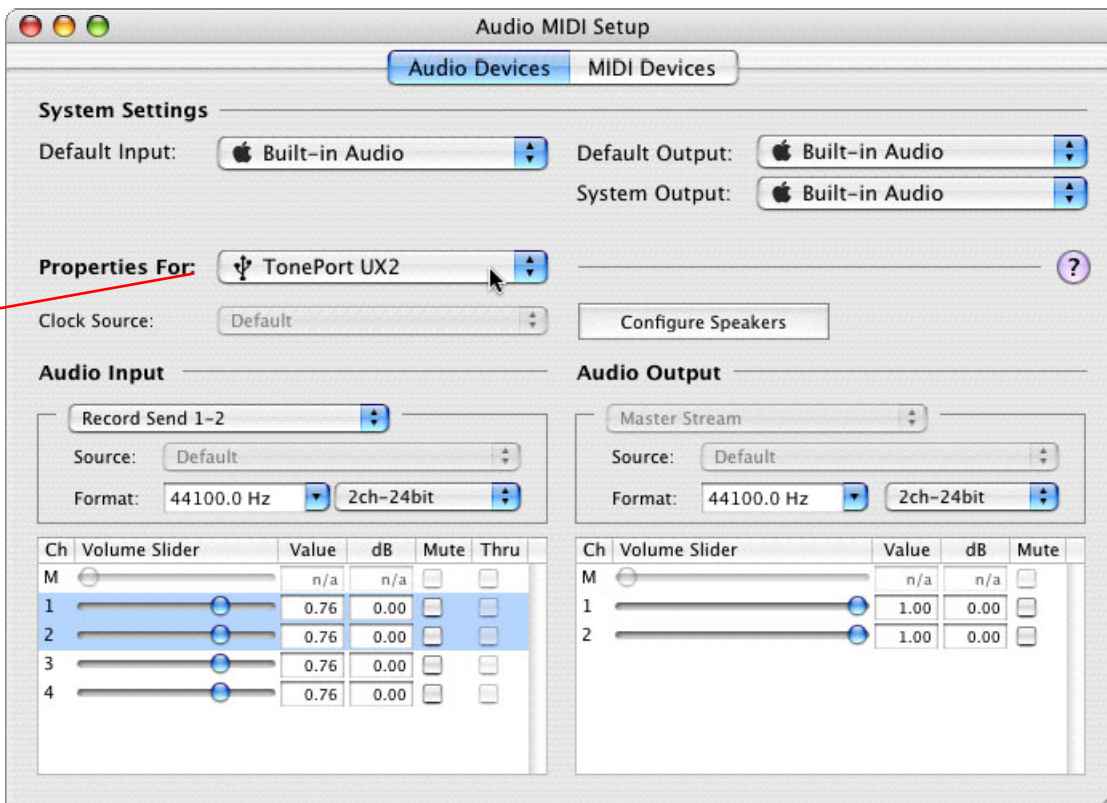 Audio MIDI Setup
Audio Devices MIDI Devices
System Settings
Default Input: Built-in Audio
Default Output: Built-in Audio
System Output: Built-in Audio
Properties For: TonePort UX2 ?
Clock Source: Default
Configure Speakers
Audio Input
Record Send 1-2
Source: Default
Format: 44100.0 Hz 2ch-24bit
Ch Volume Slider Value dB Mute Thru
M n/a n/a
1 0.76 0.00
2 0.76 0.00
3 0.76 0.00
4 0.76 0.00
Audio Output
Master Stream
Source: Default
Format: 44100.0 Hz 2ch-24bit
Ch Volume Slider Value dB Mute
M n/a n/a
1 1.00 0.00
2 1.00 0.00